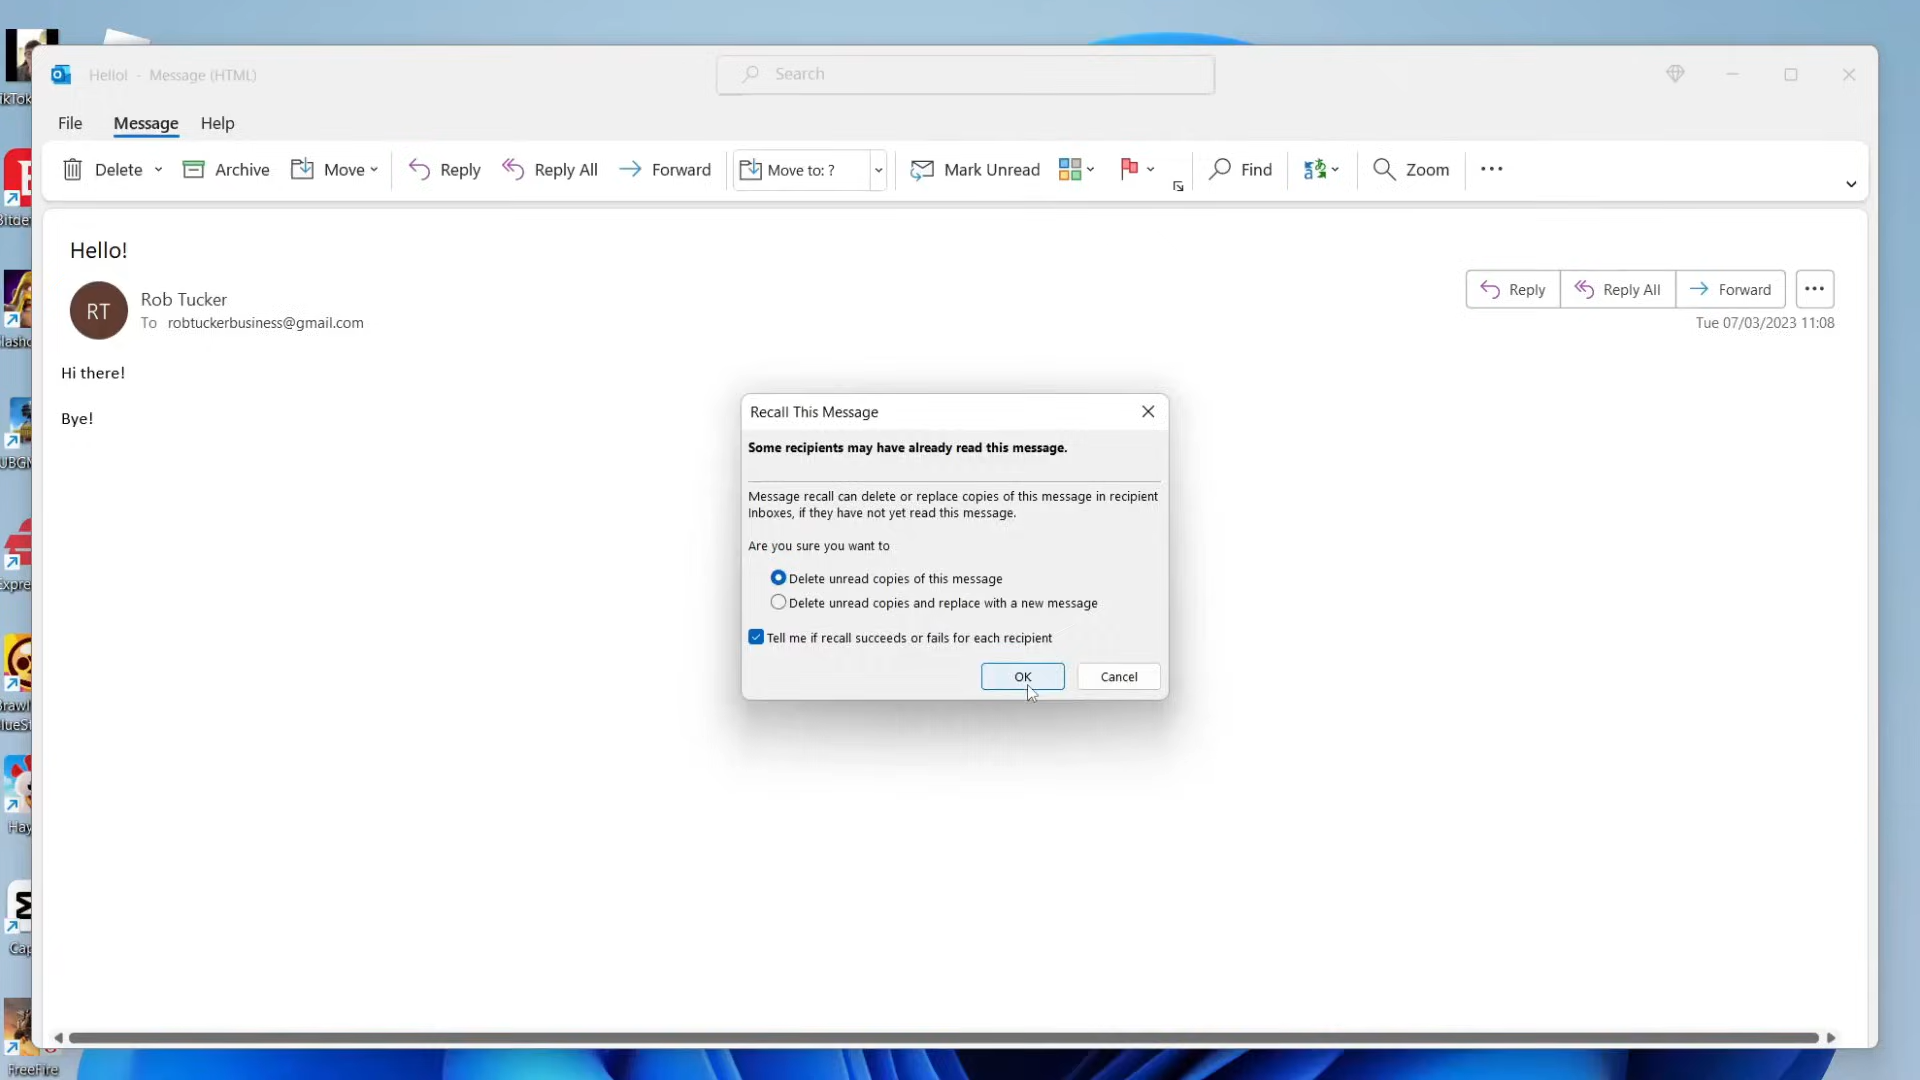 Hello! - Message (HTML)
Search
File Message Help
Delete Archive Move Reply Reply All Forward Move to: ? Mark Unread Find Zoom
Hello!
RT
Rob Tucker
To robtuckerbusiness@gmail.com
Reply Reply All Forward
Tue 07/03/2023 11:08
Hi there!
Bye!
Recall This Message
Some recipients may have already read this message.
Message recall can delete or replace copies of this message in recipient
Inboxes, if they have not yet read this message.
Are you sure you want to
Delete unread copies of this message
Delete unread copies and replace with a new message
Tell me if recall succeeds or fails for each recipient
OK Cancel
FreeFire